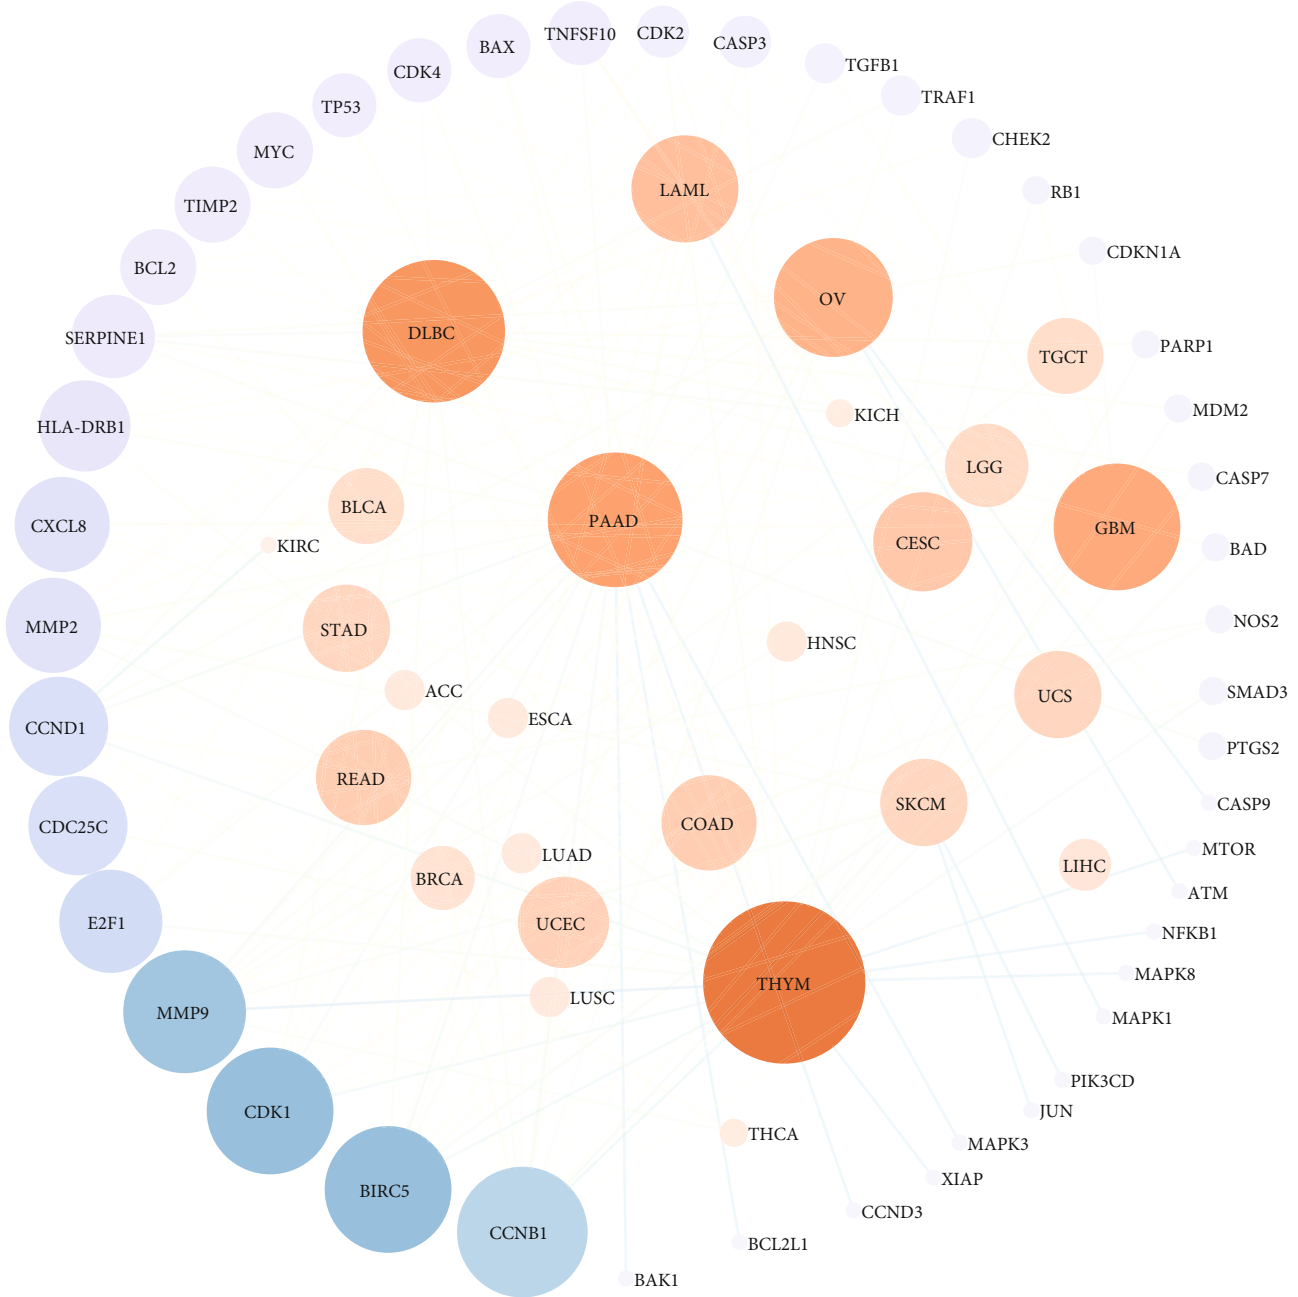 TNFSF10
CDK2
CASP3
BAX
TGFB1
CDK4
TRAF1
TP53
CHEK2
MYC
LAML
RB1
TIMP2
CDKN1A
BCL2
OV
SERPINE1
DLBC
PARP1
TGCT
MDM2
KICH
HLA-DRB1
LGG
CASP7
BLCA
PAAD
CXCL8
GBM
CESC
KIRC
BAD
NOS2
MMP2
STAD
HNSC
ACC
SMAD3
UCS
ESCA
CCND1
PTGS2
READ
CASP9
SKCM
COAD
CDC25C
MTOR
LUAD
LIHC
BRCA
ATM
E2F1
UCEC
NFKB1
MAPK8
THYM
LUSC
MMP9
MAPK1
PIK3CD
CDK1
JUN
THCA
MAPK3
XIAP
BIRC5
CCND3
CCNB1
BCL2L1
BAK1